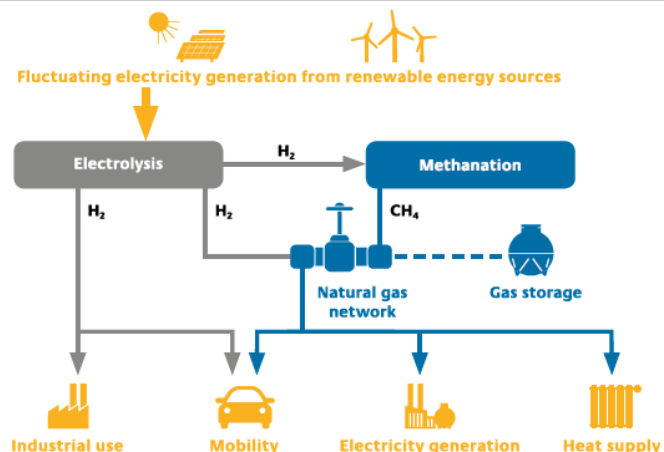 Fluctuating electricity generation from renewable energy sources
Electrolysis
H₂
Methanation
H₂
H₂
CH₄
Natural gas
network
Gas storage
Industrial use
Mobility
Electricity generation
Heat supply